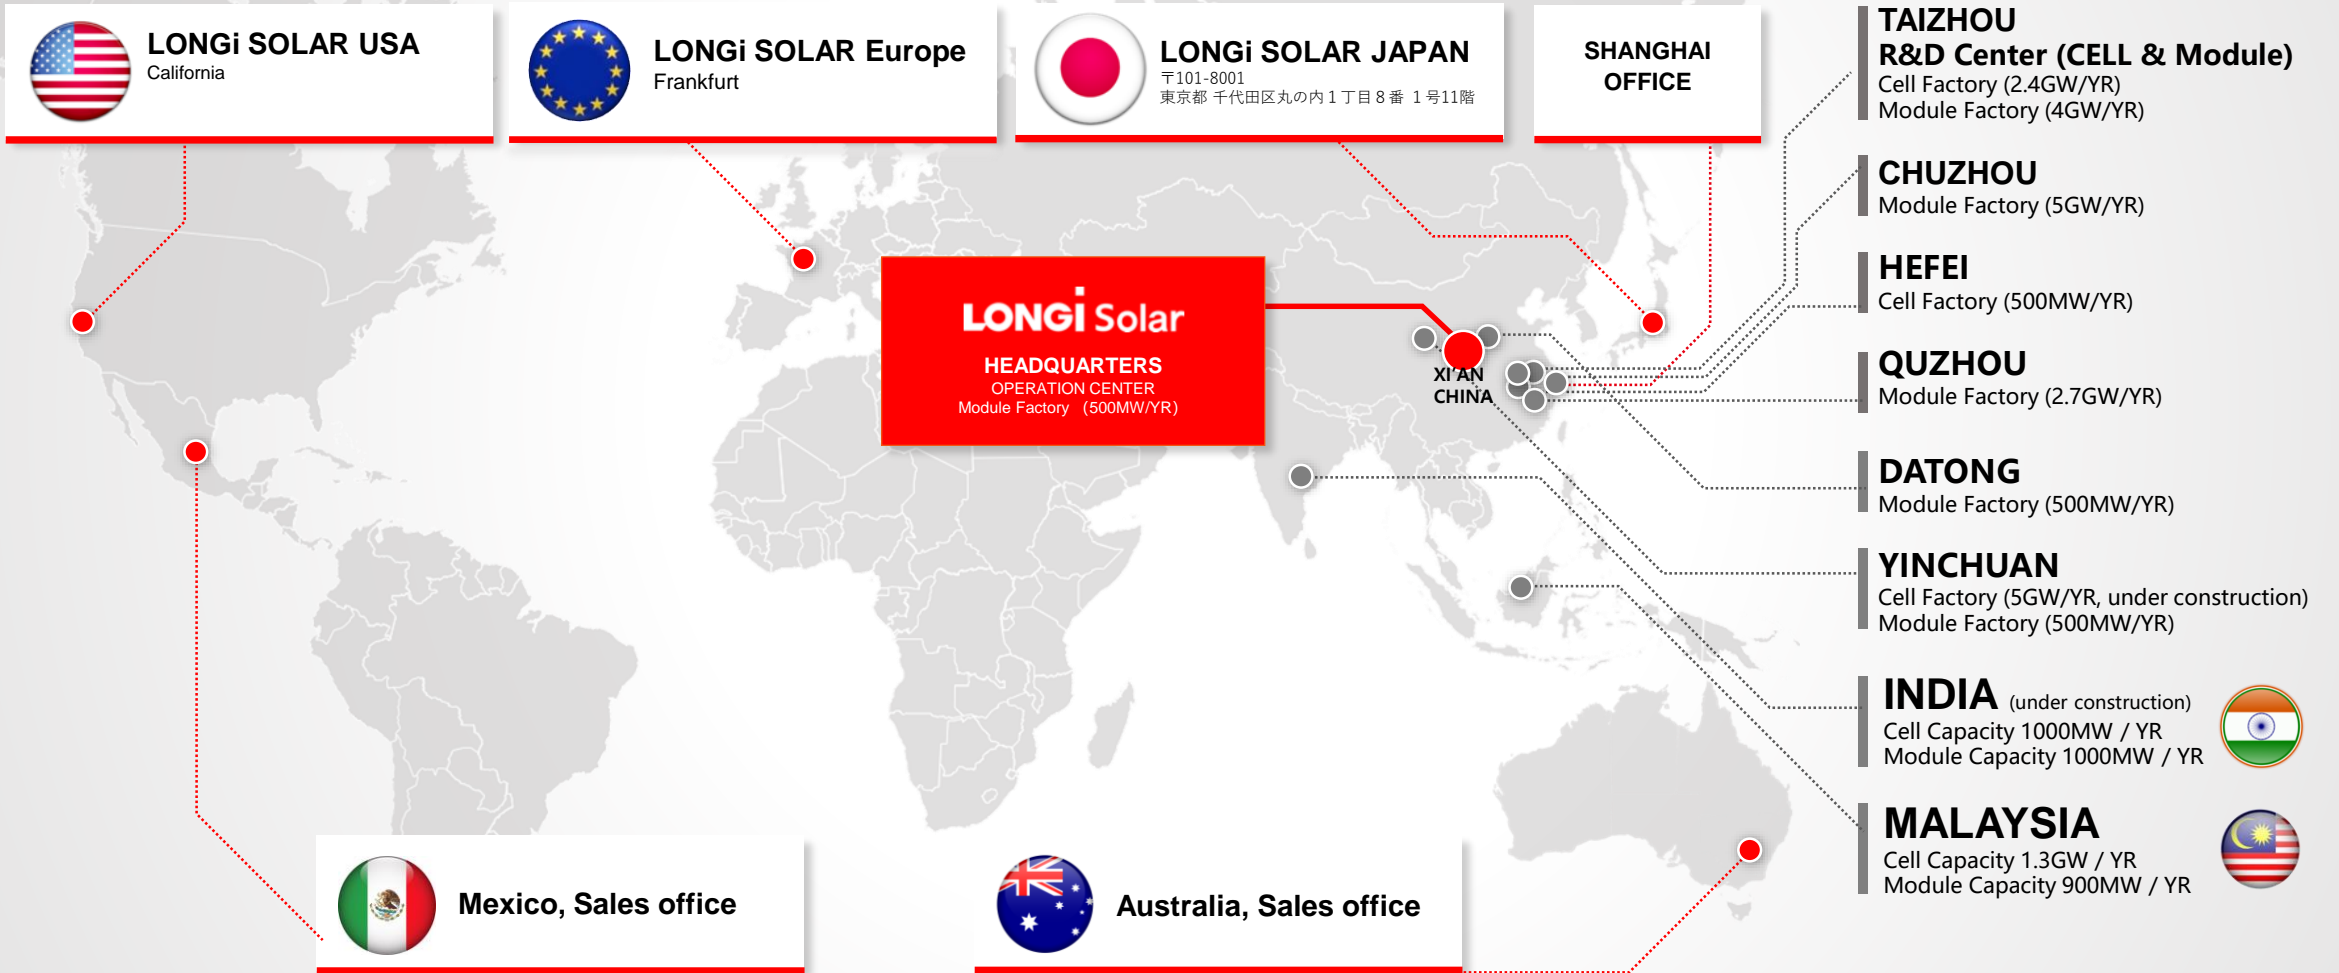 LONGi SOLAR USA
California
LONGi SOLAR Europe
Frankfurt
LONGi SOLAR JAPAN
〒101-8001
東京都 千代田区丸の内１丁目８番 １号11階
SHANGHAI
OFFICE
TAIZHOU
R&D Center (CELL & Module)
Cell Factory (2.4GW/YR)
Module Factory (4GW/YR)
CHUZHOU
Module Factory (5GW/YR)
HEFEI
Cell Factory (500MW/YR)
QUZHOU
Module Factory (2.7GW/YR)
DATONG
Module Factory (500MW/YR)
YINCHUAN
Cell Factory (5GW/YR, under construction)
Module Factory (500MW/YR)
INDIA (under construction)
Cell Capacity 1000MW / YR
Module Capacity 1000MW / YR
MALAYSIA
Cell Capacity 1.3GW / YR
Module Capacity 900MW / YR
LONGi Solar
HEADQUARTERS
OPERATION CENTER
Module Factory （500MW/YR）
XI'AN
CHINA
Mexico, Sales office
Australia, Sales office